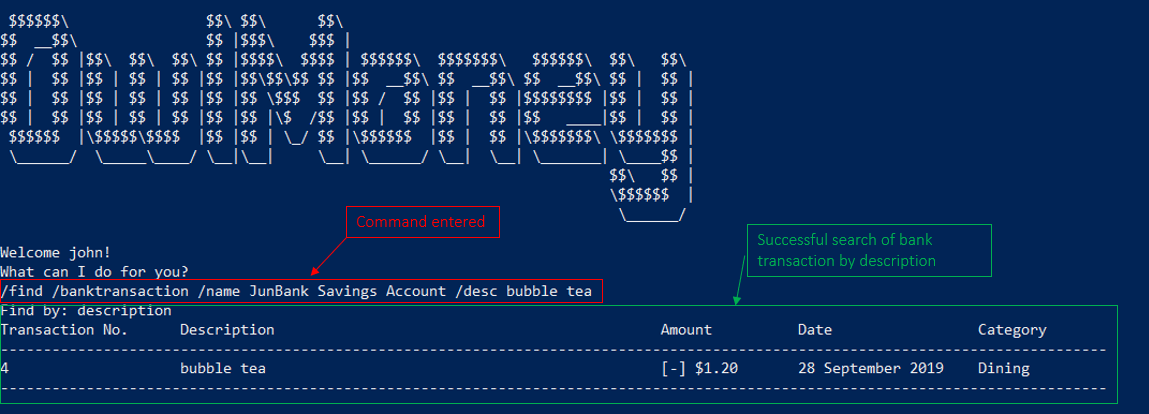 OwlMoney
Command entered
Successful search of bank
transaction by description
Welcome john!
What can I do for you?
/find /banktransaction /name JunBank Savings Account /desc bubble tea
Find by: description
Transaction No. Description Amount Date Category
4 bubble tea [-] $1.20 28 September 2019 Dining